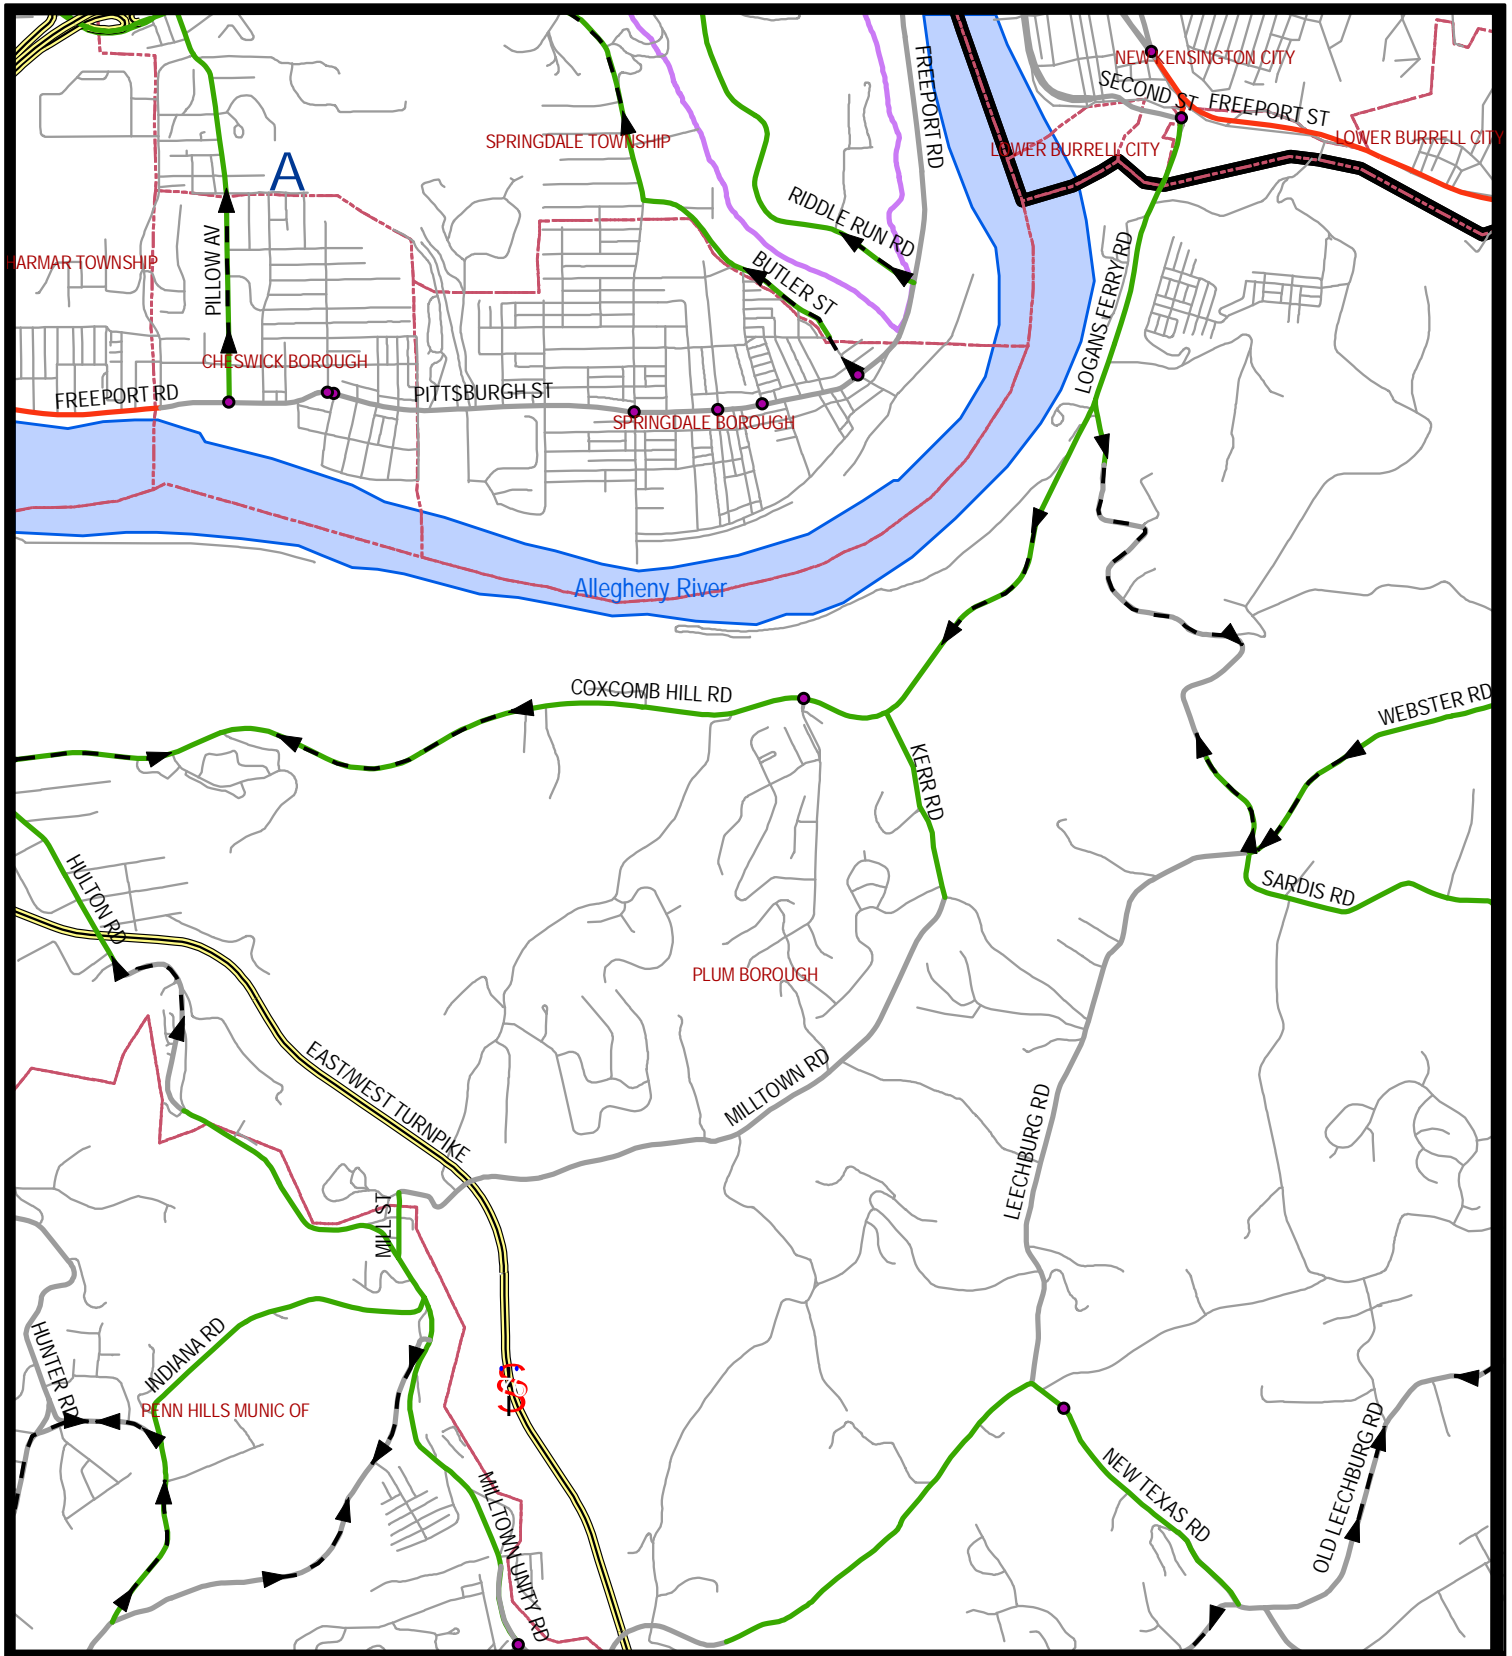 NEW KENSINGTON CITY
SECOND ST
FREEPORT ST
FREEPORT RD
SPRINGDALE TOWNSHIP
LOWER BURRELL CITY
LOWER BURRELL CITY
A
RIDDLE RUN RD
PILLOW AV
HARMAR TOWNSHIP
BUTLER ST
LOGANS FERRY RD
CHESWICK BOROUGH
FREEPORT RD
PITTSBURGH ST
SPRINGDALE BOROUGH
Allegheny River
COXCOMB HILL RD
WEBSTER RD
KERR RD
HULTON RD
SARDIS RD
PLUM BOROUGH
EAST/WEST TURNPIKE
MILLTOWN RD
LEECHBURG RD
MILL ST
HUNTER RD
INDIANA RD
PENN HILLS MUNIC OF
NEW TEXAS RD
OLD LEECHBURG RD
MILLTOWN UNITY RD